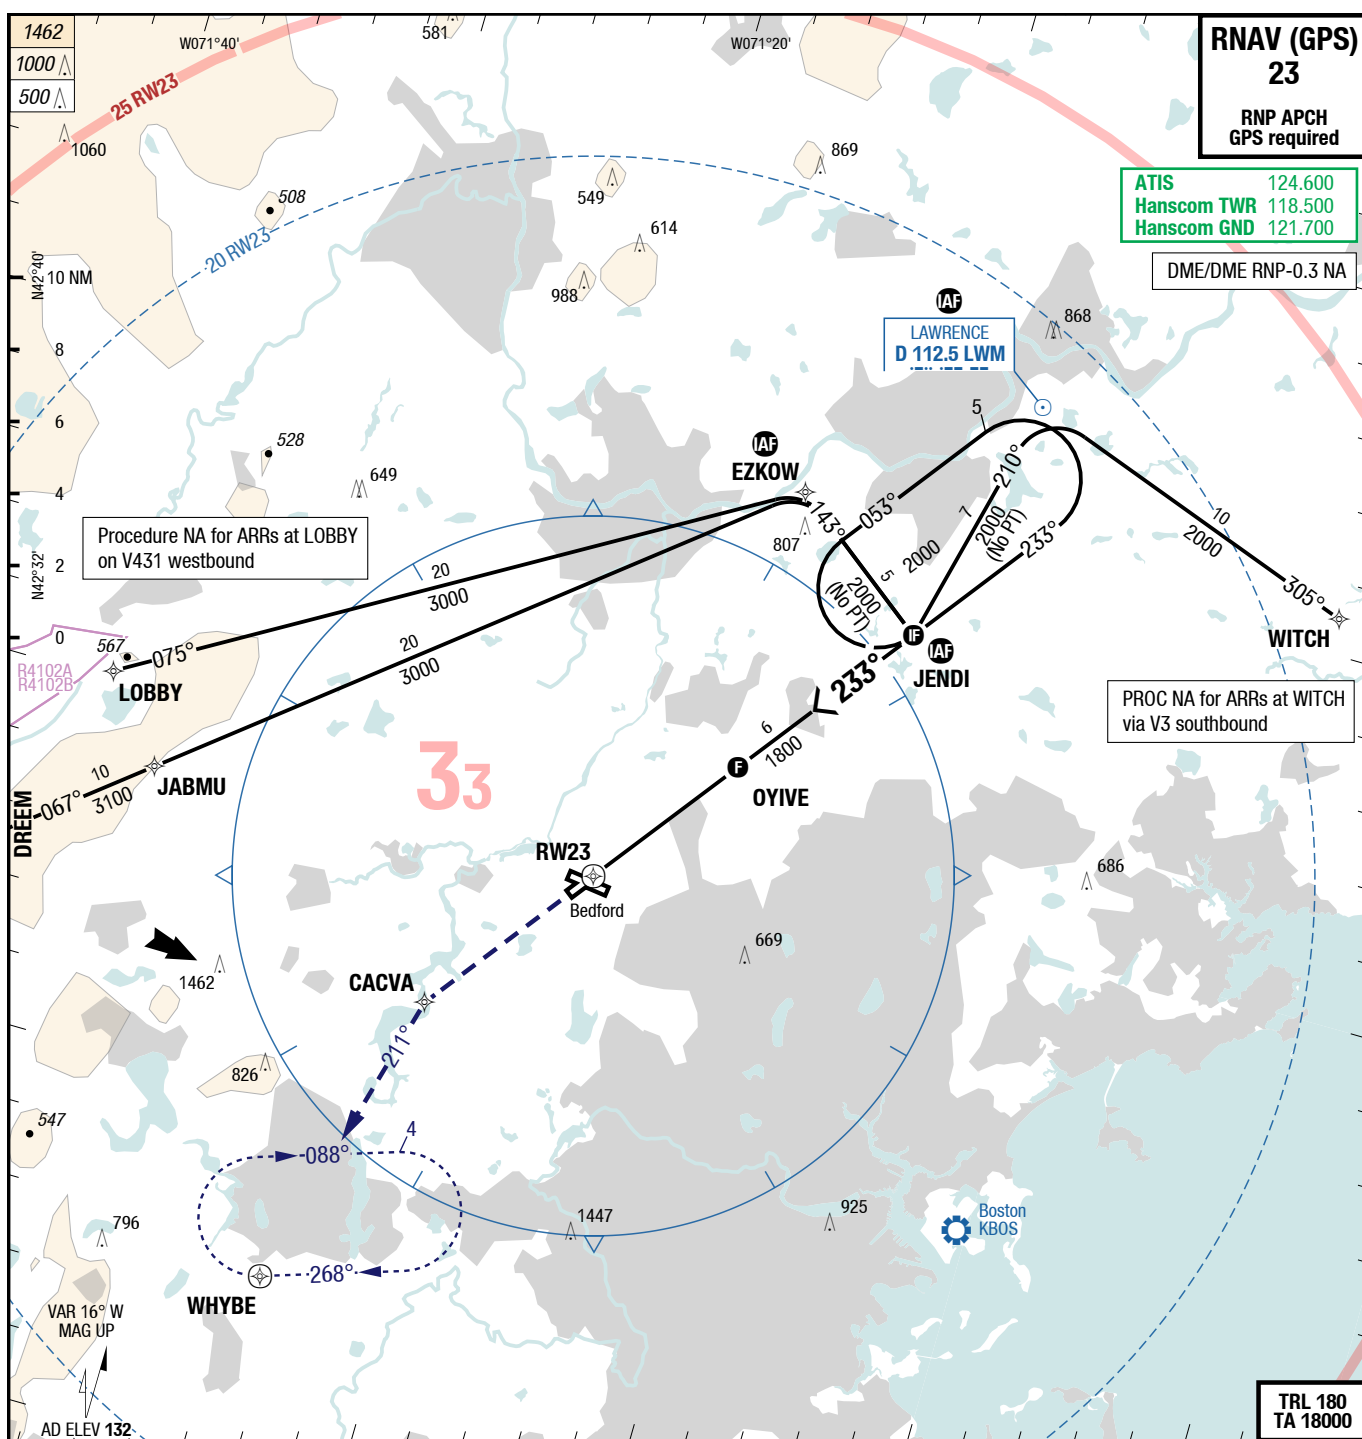 1462
1000
500
W071°40'
581
W071°20'
RNAV (GPS)
23
RNP APCH
GPS required
25 RW23
1060
869
549
508
614
ATIS 124.600
Hanscom TWR 118.500
Hanscom GND 121.700
20 RW23
DME/DME RNP-0.3 NA
N42°40'
10 NM
988
IAF
868
LAWRENCE
D 112.5 LWM
8
6
5
528
IAF
EZKOW
649
4
210°
143°
053°
7
10
2000
Procedure NA for ARRs at LOBBY
on V431 westbound
807
2000
(No PT)
233°
2000
5
N42°32'
2
20
3000
2000
(No PT)
305°
WITCH
0
20
3000
IF
IAF
JENDI
567
075°
R4102A
R4102B
LOBBY
233°
PROC NA for ARRs at WITCH
via V3 southbound
6
1800
33
F
OYIVE
JABMU
10
067°
3100
DREEM
RW23
Bedford
686
669
1462
CACVA
211°
826
547
4
088°
796
1447
925
Boston
KBOS
268°
WHYBE
VAR 16° W
MAG UP
AD ELEV 132
TRL 180
TA 18000